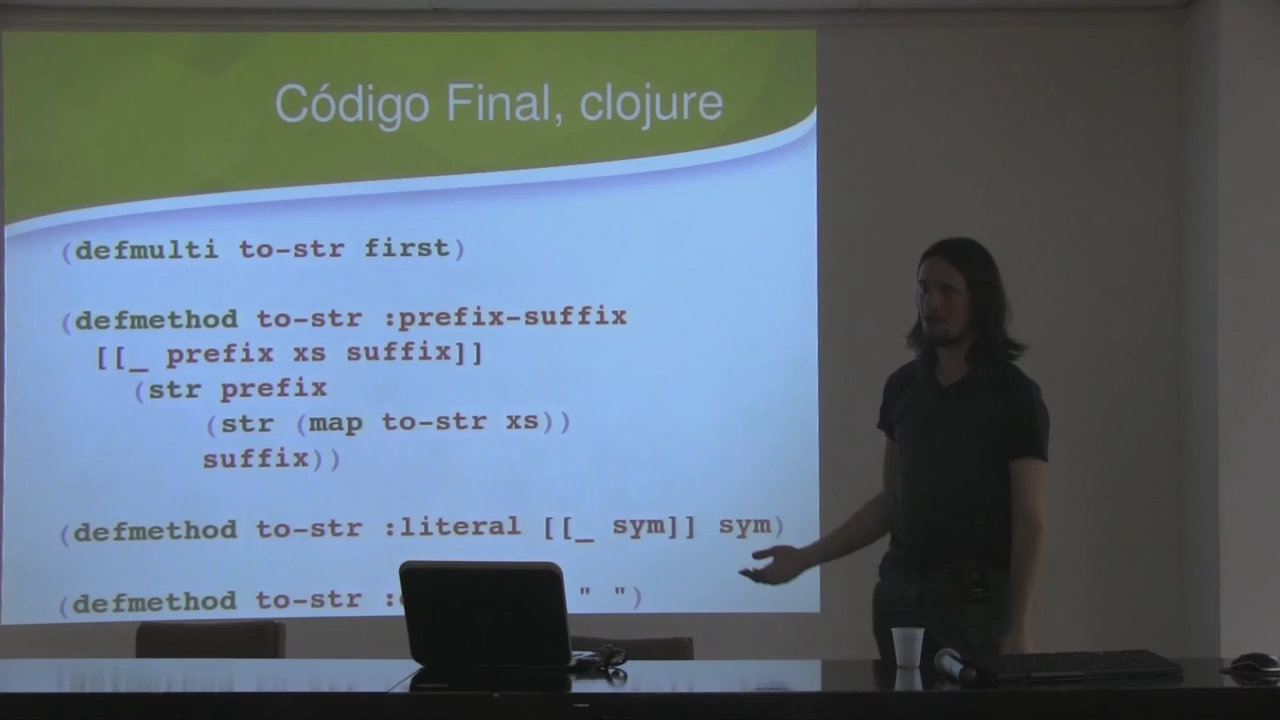 Código Final, clojure
(defmulti to-str first)
(defmethod to-str :prefix-suffix
[[_ prefix xs suffix]]
(str prefix
(str (map to-str xs))
suffix))
(defmethod to-str :literal [[_ sym]] sym)
(defmethod to-str : " ")